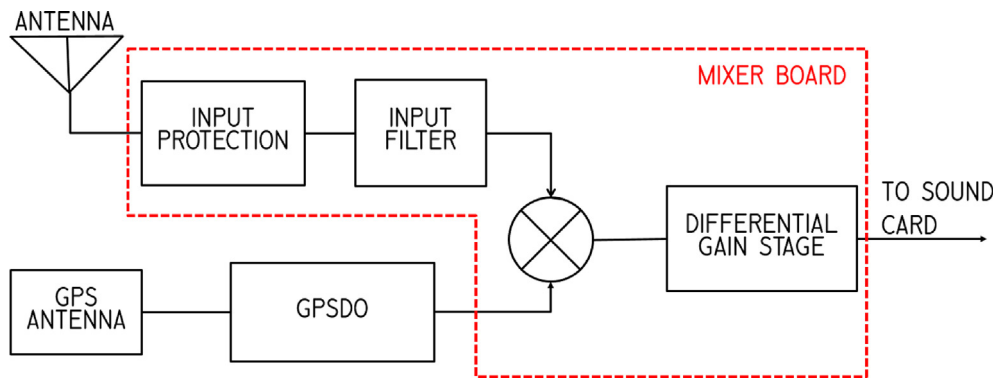 ANTENNA
MIXER BOARD
INPUT
PROTECTION
INPUT
FILTER
TO SOUND
CARD
DIFFERENTIAL
GAIN STAGE
GPS
ANTENNA
GPSDO